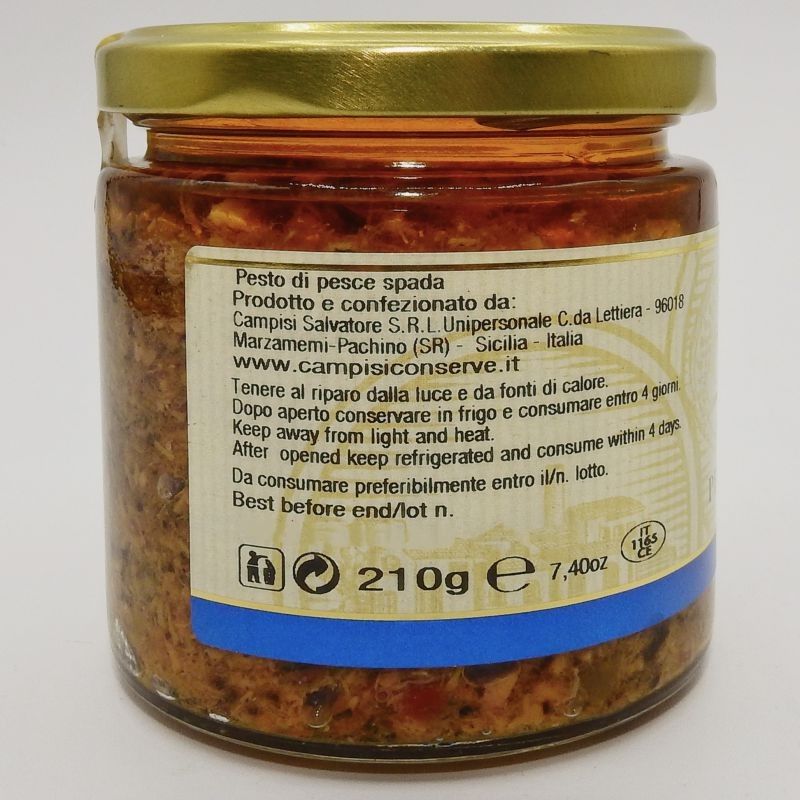 Pesto di pesce spada
Prodotto e confezionato da:
Campisi Salvatore S.R.L.Unipersonale C.da Lettiera - 96018
Marzamemi-Pachino (SR) - Sicilia - Italia
www.campisiconserve.it
Tenere al riparo dalla luce e da fonti di calore.
Dopo aperto conservare in frigo e consumare entro 4 giorni.
Keep away from light and heat.
After opened keep refrigerated and consume within 4 days.
Da consumare preferibilmente entro il/n. lotto.
Best before end/lot n.
210g e 7,40oz
IT
1165
CE